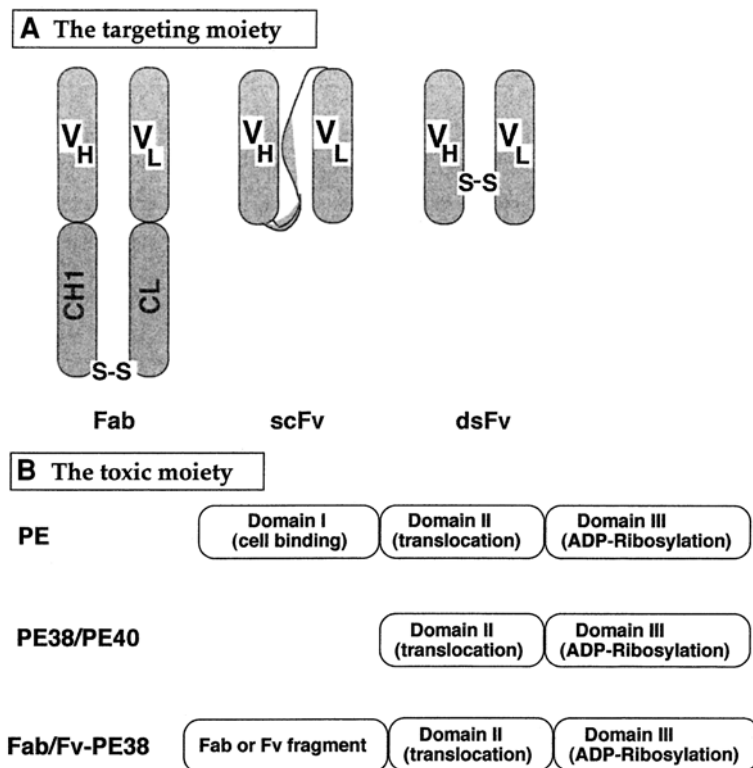 A The targeting moiety
VH VL VH VL VH VL
S-S
CH1 CL
S-S
Fab scFv dsFv
B The toxic moiety
PE
Domain I
(cell binding)
Domain II
(translocation)
Domain III
(ADP-Ribosylation)
PE38/PE40
Domain II
(translocation)
Domain III
(ADP-Ribosylation)
Fab/Fv-PE38
Fab or Fv fragment
Domain II
(translocation)
Domain III
(ADP-Ribosylation)